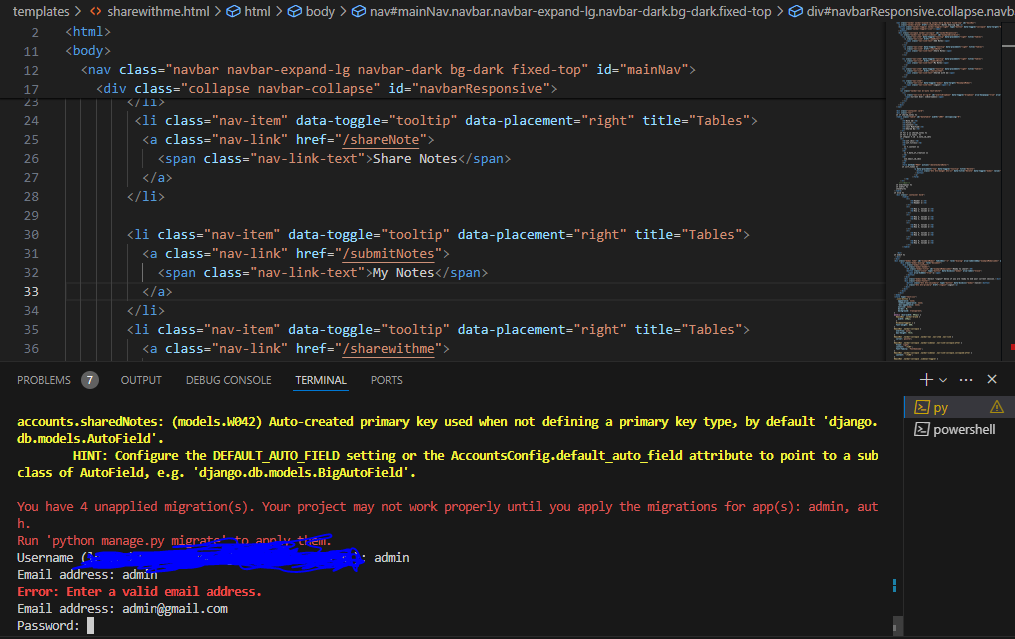 templates > sharewithme.html > html > body > nav#mainNav.navbar.navbar-expand-lg.navbar-dark.bg-dark.fixed-top > div#navbarResponsive.collapse.navb
2 <html>
11 <body>
12 <nav class="navbar navbar-expand-lg navbar-dark bg-dark fixed-top" id="mainNav">
17 <div class="collapse navbar-collapse" id="navbarResponsive">
23 </li>
24 <li class="nav-item" data-toggle="tooltip" data-placement="right" title="Tables">
25 <a class="nav-link" href="/shareNote">
26 <span class="nav-link-text">Share Notes</span>
27 </a>
28 </li>
29
30 <li class="nav-item" data-toggle="tooltip" data-placement="right" title="Tables">
31 <a class="nav-link" href="/submitNotes">
32 <span class="nav-link-text">My Notes</span>
33 </a>
34 </li>
35 <li class="nav-item" data-toggle="tooltip" data-placement="right" title="Tables">
36 <a class="nav-link" href="/sharewithme">
PROBLEMS 7 OUTPUT DEBUG CONSOLE TERMINAL PORTS
py
powershell
accounts.sharedNotes: (models.W042) Auto-created primary key used when not defining a primary key type, by default 'django.
db.models.AutoField'.
HINT: Configure the DEFAULT_AUTO_FIELD setting or the AccountsConfig.default_auto_field attribute to point to a sub
class of AutoField, e.g. 'django.db.models.BigAutoField'.
You have 4 unapplied migration(s). Your project may not work properly until you apply the migrations for app(s): admin, aut
h.
Run 'python manage.py migrate' to apply them.
Username ( : admin
Email address: admin
Error: Enter a valid email address.
Email address: admin@gmail.com
Password: